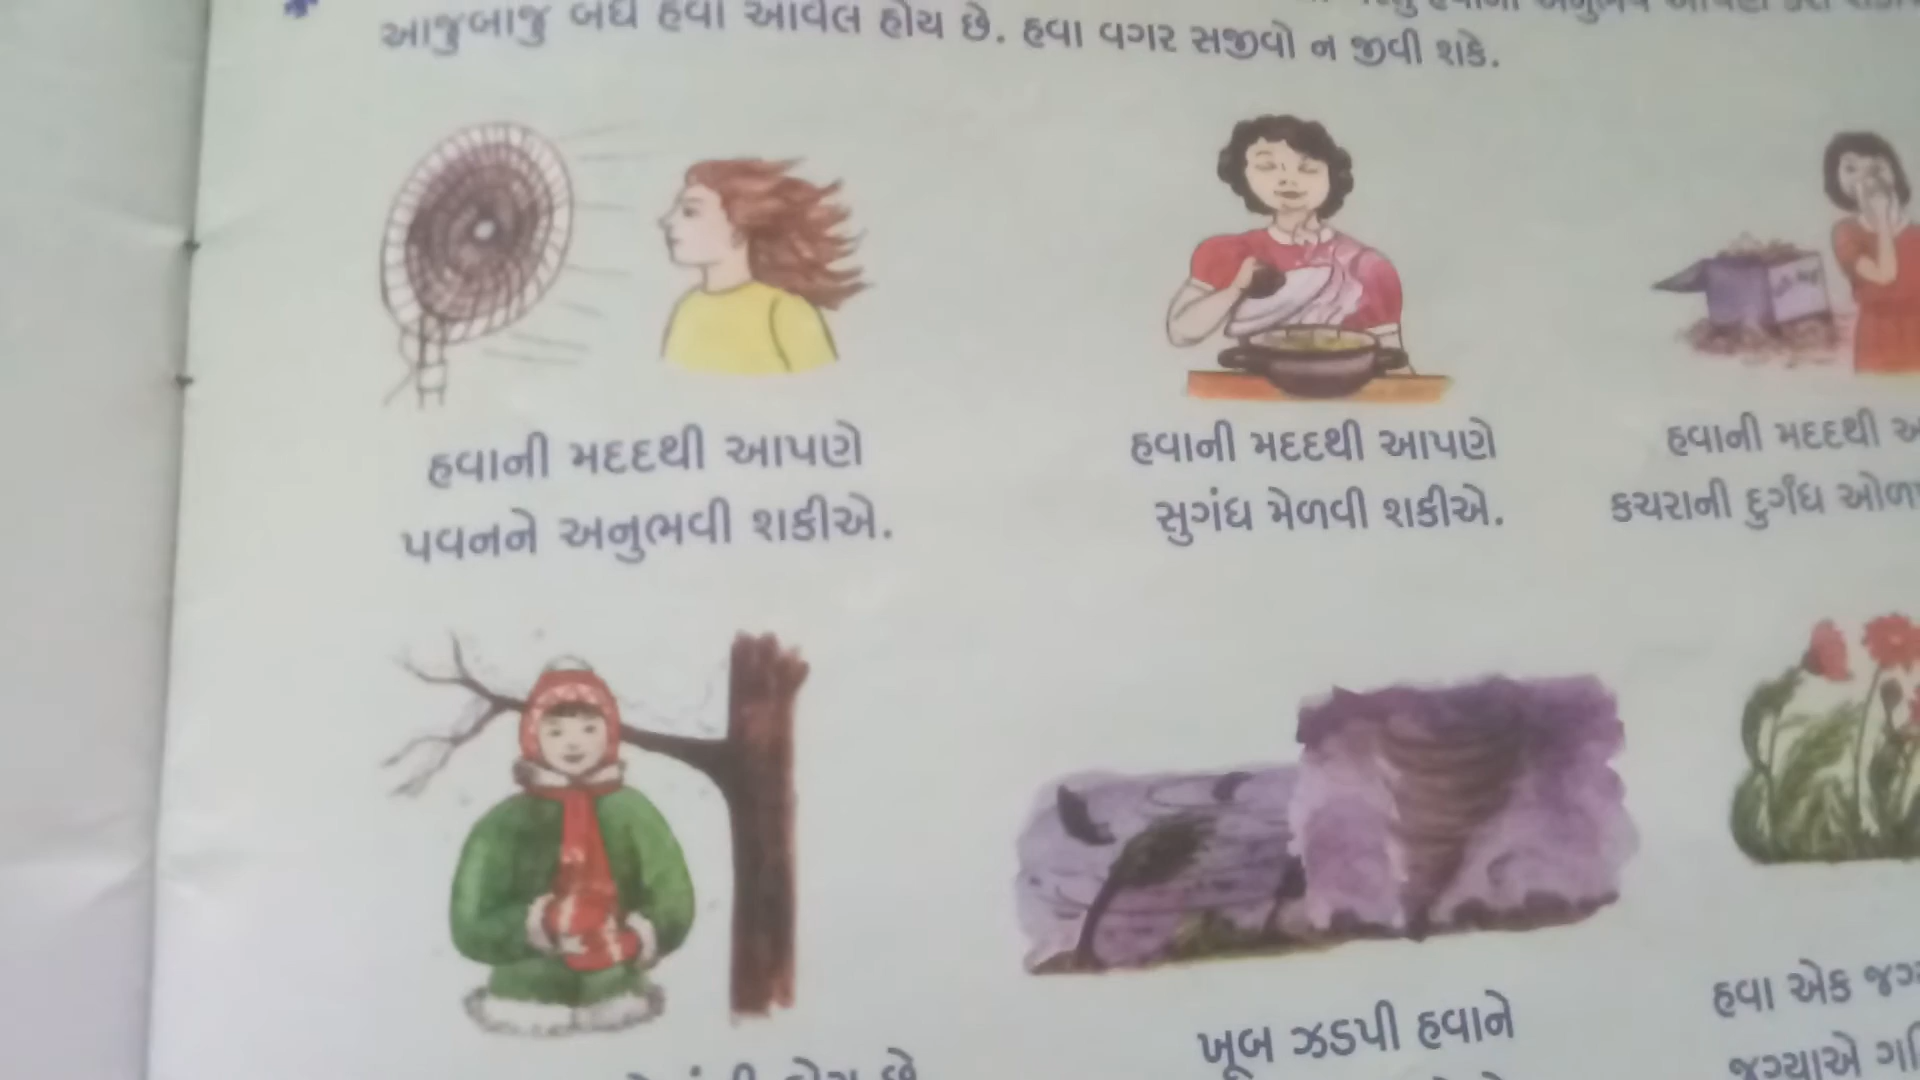 આજુબાજુ બધે હવા આવેલ હોય છે. હવા વગર સજીવો ન જીવી શકે.
હવાની મદદથી આપણે
પવનને અનુભવી શકીએ.
હવાની મદદથી આપણે
સુગંધ મેળવી શકીએ.
હવાની મદદથી
કચરાની દુર્ગંધ
ખૂબ ઝડપી હવાને
હવા એક
જગ્યાએ